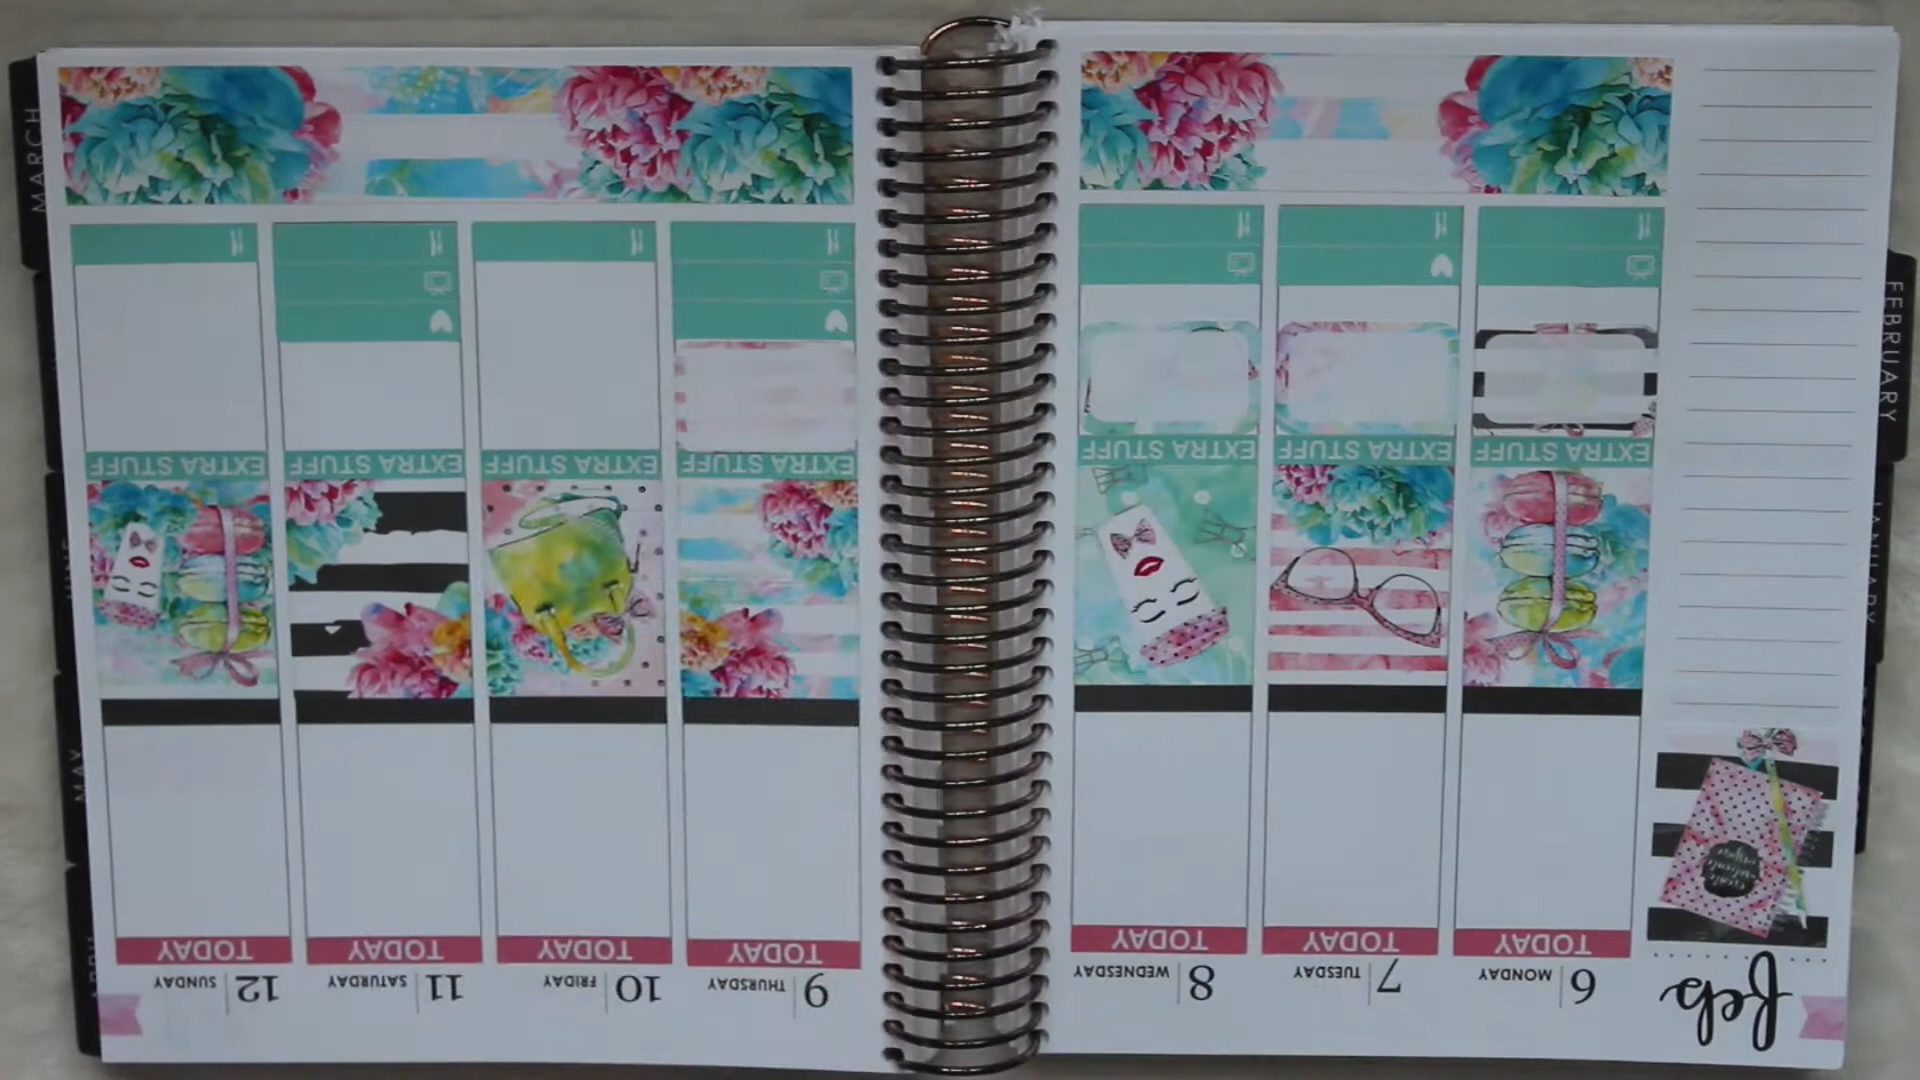 Feb
6 MONDAY
7 TUESDAY
8 WEDNESDAY
9 THURSDAY
10 FRIDAY
11 SATURDAY
12 SUNDAY
TODAY
TODAY
TODAY
TODAY
TODAY
TODAY
TODAY
EXTRA STUFF
EXTRA STUFF
EXTRA STUFF
EXTRA STUFF
EXTRA STUFF
EXTRA STUFF
EXTRA STUFF
JANUARY
FEBRUARY
MARCH
MAY